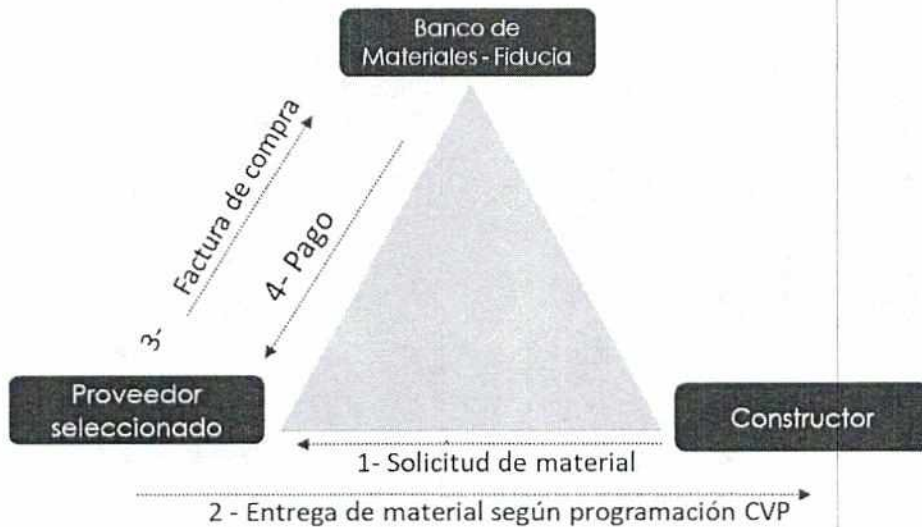 Banco de
Materiales - Fiducia
3- Factura de compra
4- Pago
Proveedor
seleccionado
Constructor
1- Solicitud de material
2 - Entrega de material según programación CVP